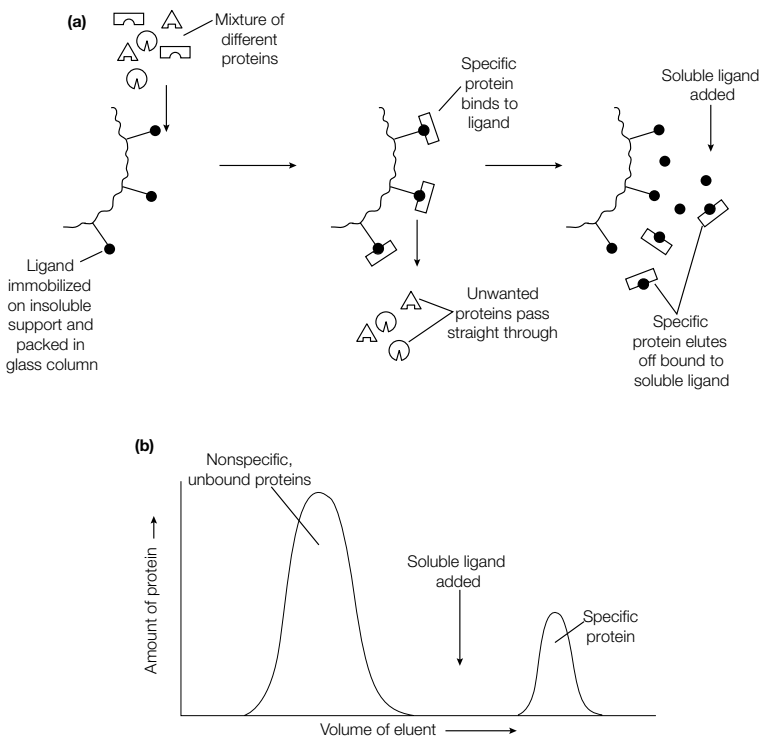 (a)
Mixture of
different
proteins
Ligand
immobilized
on insoluble
support and
packed in
glass column
Specific
protein
binds to
ligand
Unwanted
proteins pass
straight through
Soluble ligand
added
Specific
protein elutes
off bound to
soluble ligand
(b)
Nonspecific,
unbound proteins
Amount of protein
Soluble ligand
added
Specific
protein
Volume of eluent